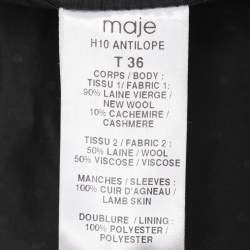 maje
H10 ANTILOPE
T 36
CORPS / BODY :
TISSU 1/ FABRIC 1:
90% LAINE VIERGE /
NEW WOOL
10% CACHEMIRE /
CASHMERE
TISSU 2 / FABRIC 2 :
50% LAINE / WOOL
50% VISCOSE / VISCOSE
MANCHES / SLEEVES :
100% CUIR D'AGNEAU /
LAMB SKIN
DOUBLURE / LINING :
100% POLYESTER /
POLYESTER